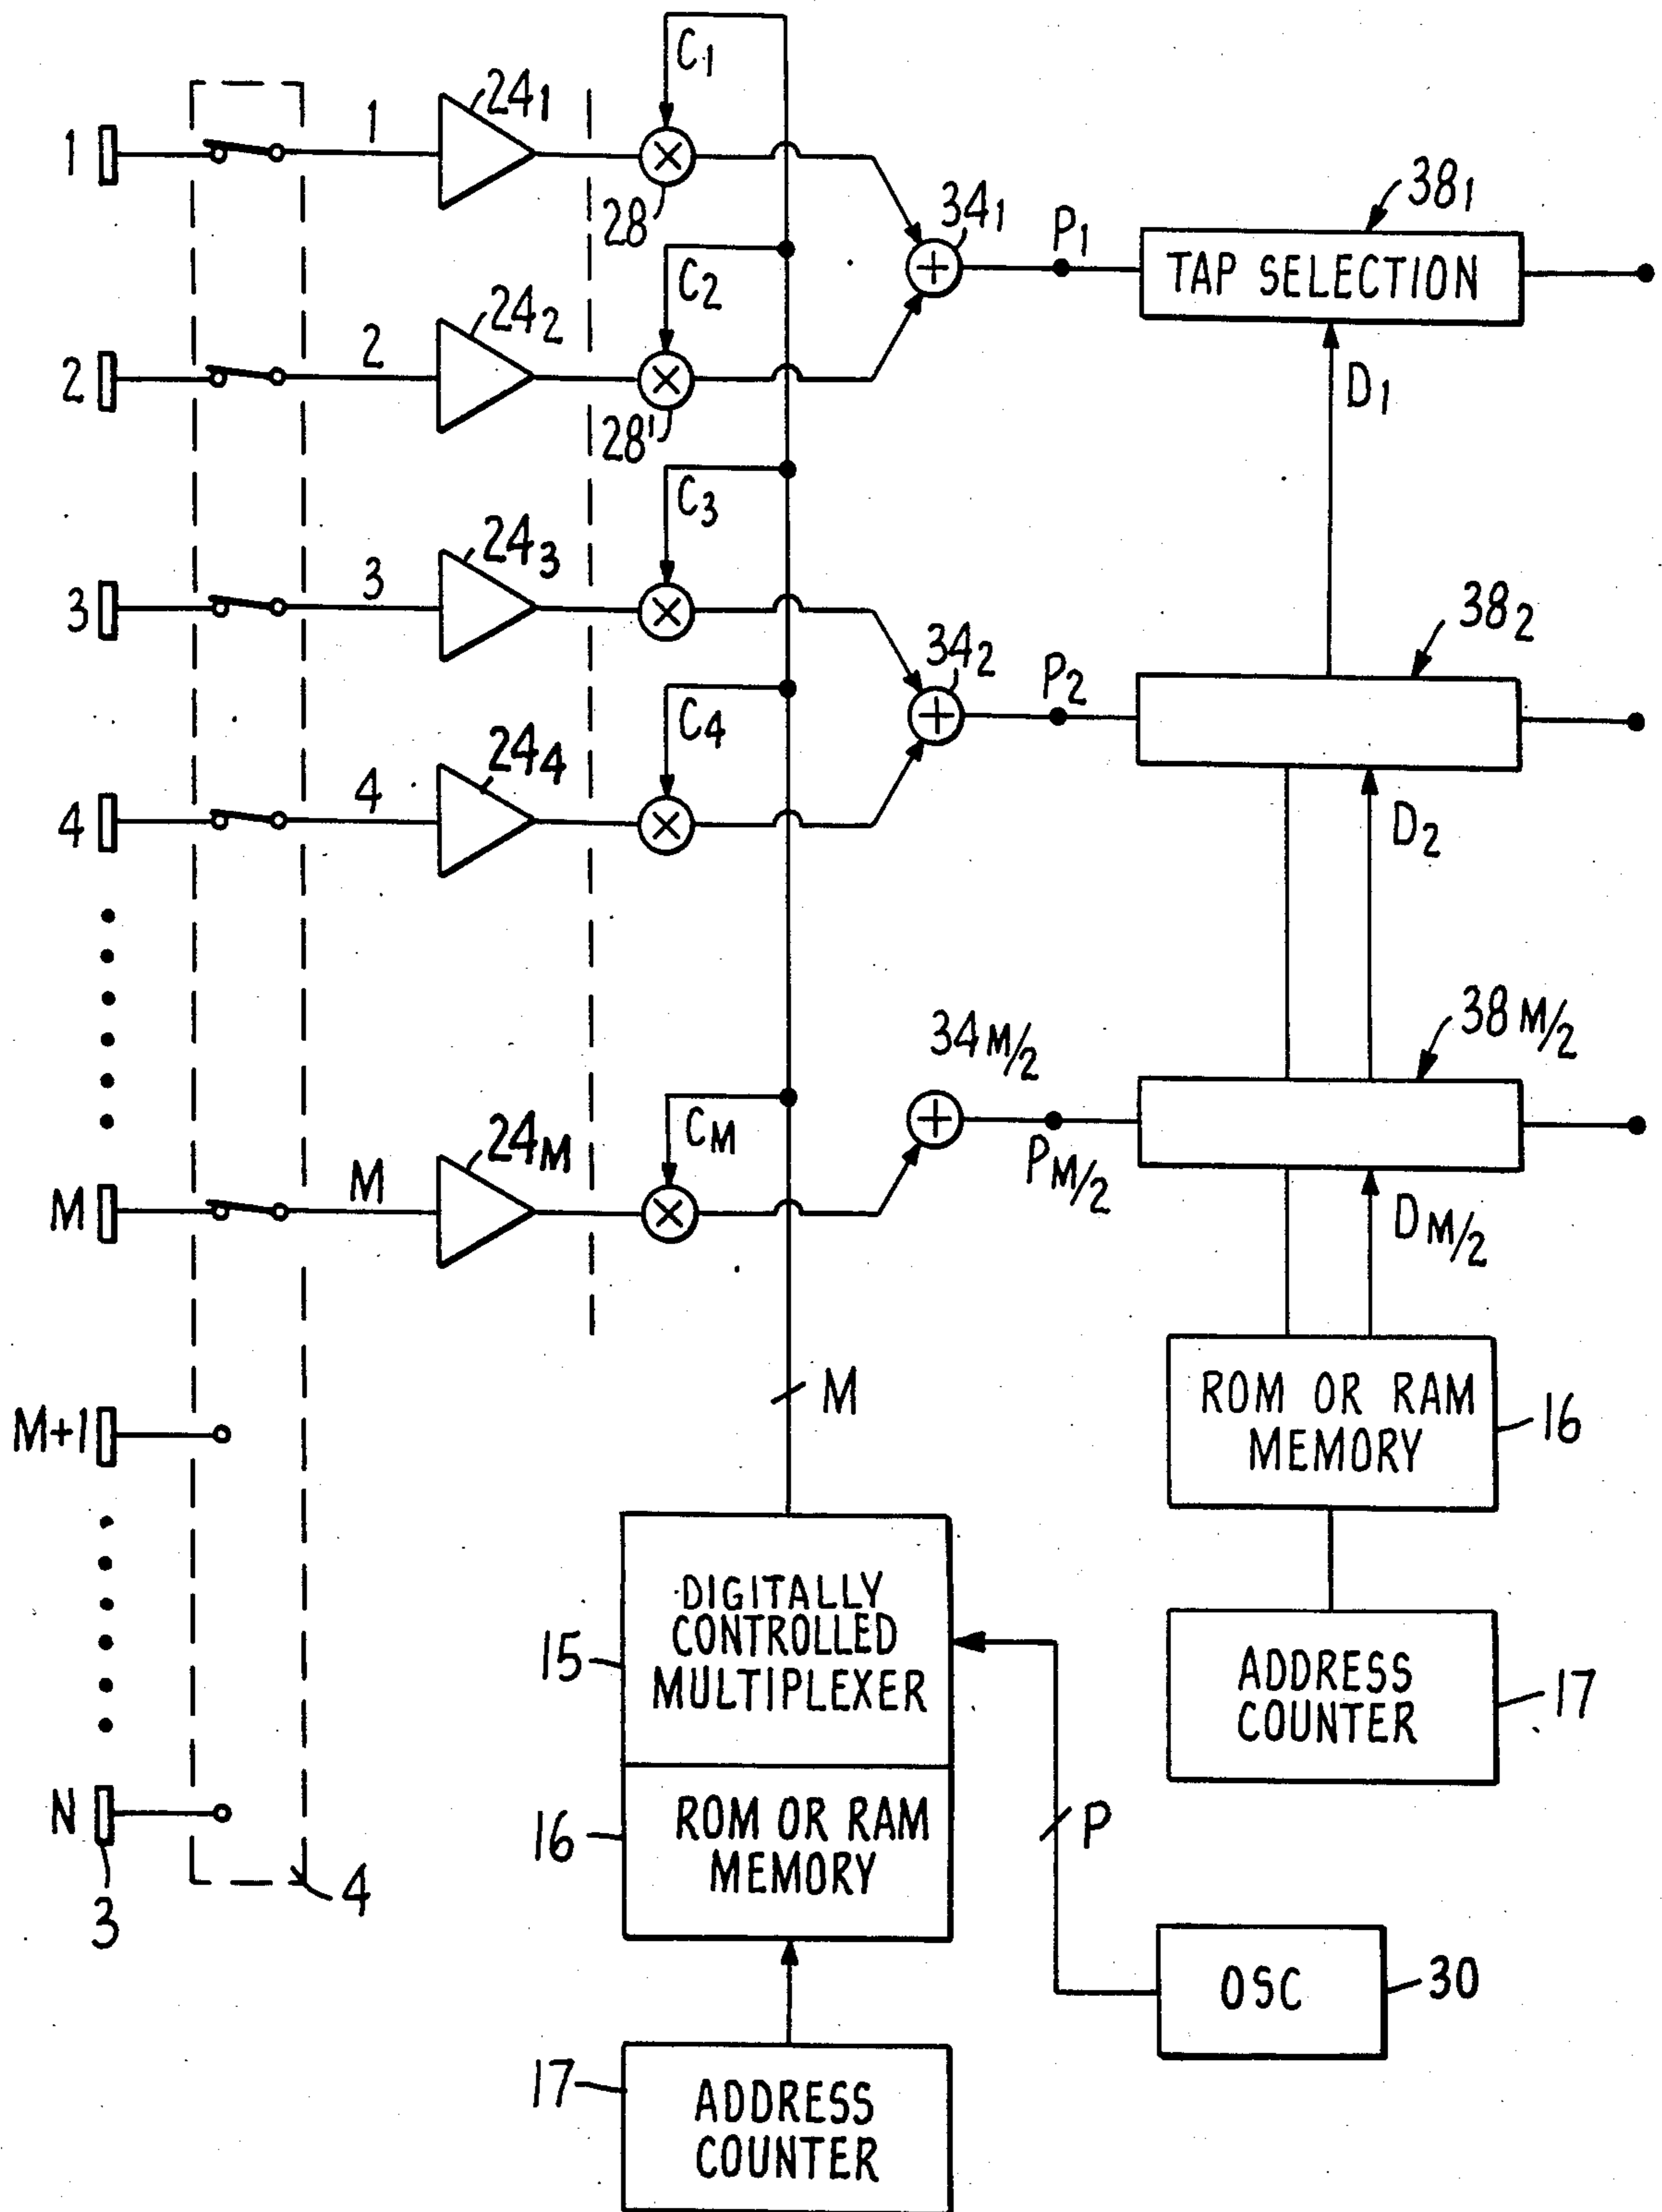 C1
1
1
241
28
341
P1
381
TAP SELECTION
C2
2
2
242
28'
D1
C3
3
3
243
342
P2
382
C4
4
4
244
D2
34M/2
38M/2
CM
M
M
24M
PM/2
DM/2
M
M+1
ROM OR RAM
MEMORY
16
15
DIGITALLY
CONTROLLED
MULTIPLEXER
ADDRESS
COUNTER
17
N
3
4
16
ROM OR RAM
MEMORY
P
OSC
30
17
ADDRESS
COUNTER